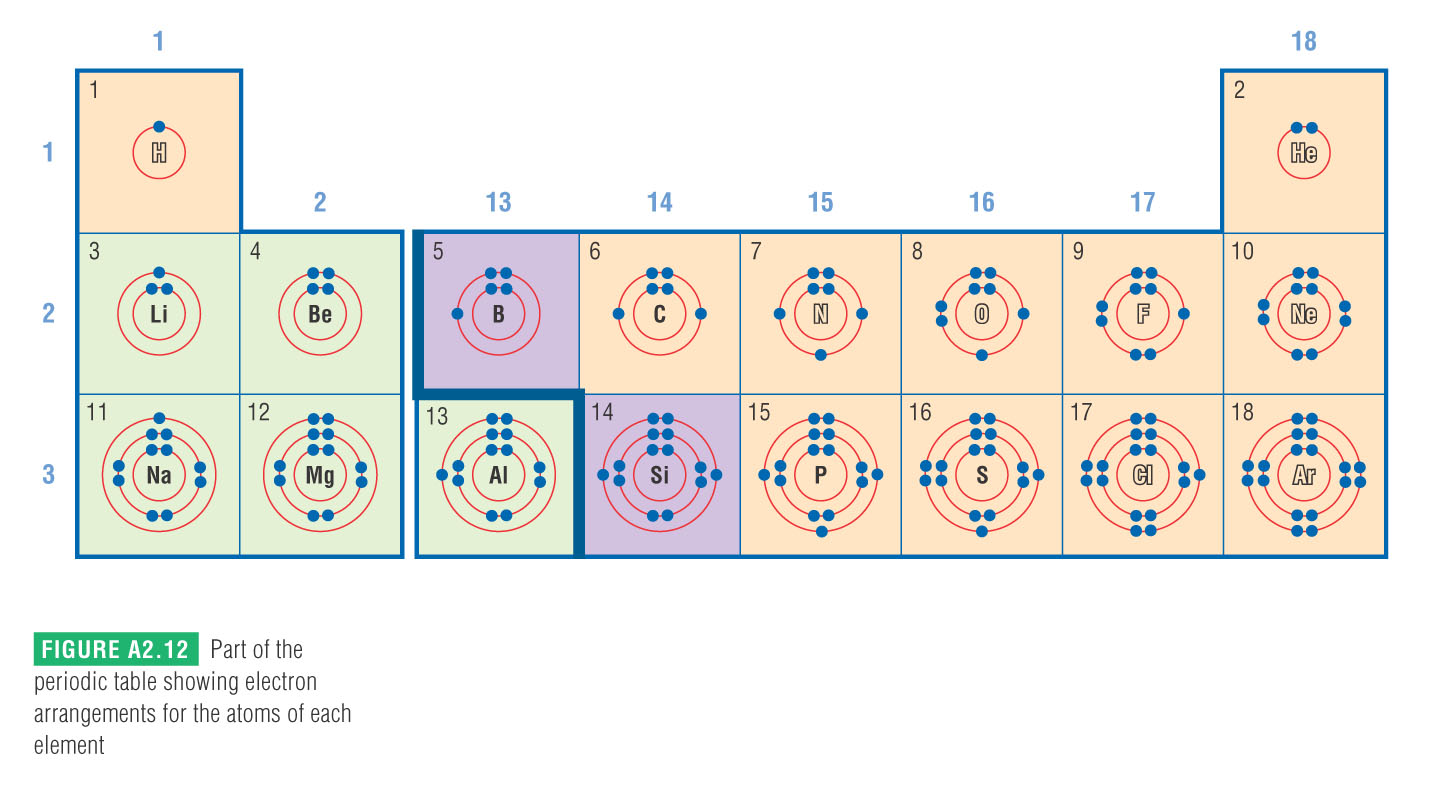 1 18
1 2
1 H He
2 13 14 15 16 17
3 4 5 6 7 8 9 10
2 Li Be B C N O F Ne
11 12 13 14 15 16 17 18
3 Na Mg Al Si P S Cl Ar
FIGURE A2.12 Part of the
periodic table showing electron
arrangements for the atoms of each
element